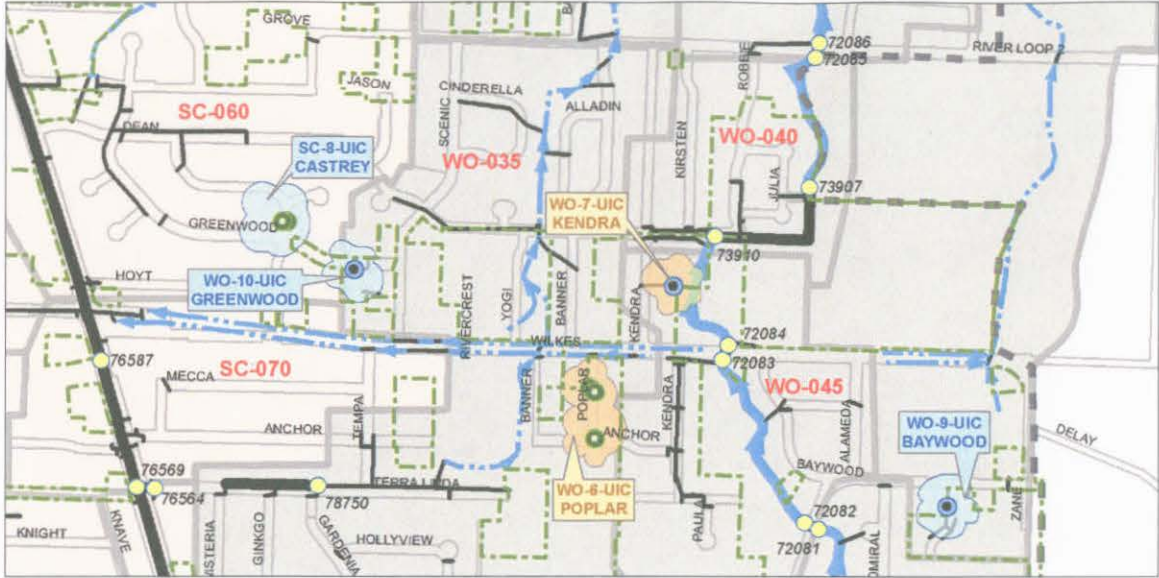 GROVE
JASON
SC-060
DEAN
CINDERELLA
SCENIC
ALLADIN
WO-035
KIRSTEN
ROBBE
72086
72085
RIVER LOOP 2
WO-040
JULIA
73907
SC-8-UIC
CASTREY
GREENWOOD
WO-7-UIC
KENDRA
73910
WO-10-UIC
GREENWOOD
HOYT
RIVERCREST
YOGI
BANNER
KENDRA
WILKES
72084
72083
76587
SC-070
MECCA
TEMPA
ANCHOR
BANNER
POPLAR
KENDRA
ANCHOR
WO-045
ALAMEDA
WO-9-UIC
BAYWOOD
DELAY
BAYWOOD
76569
76564
78750
TERRA LINDA
WO-6-UIC
POPLAR
PAULA
72082
72081
ZANE
KNIGHT
KNAVE
GINKGO
GARDENIA
HOLLYVIEW